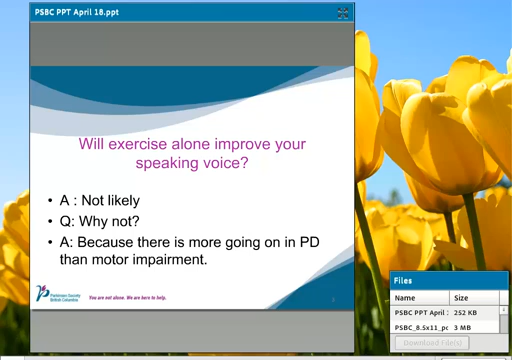 PSBC PPT April 18.ppt
Will exercise alone improve your
speaking voice?
• A : Not likely
• Q: Why not?
• A: Because there is more going on in PD
than motor impairment.
Parkinson Society
British Columbia
You are not alone. We are here to help.
Files
Name Size
PSBC PPT April 252 KB
PSBC_8.5x11_pc 3 MB
Download File(s)